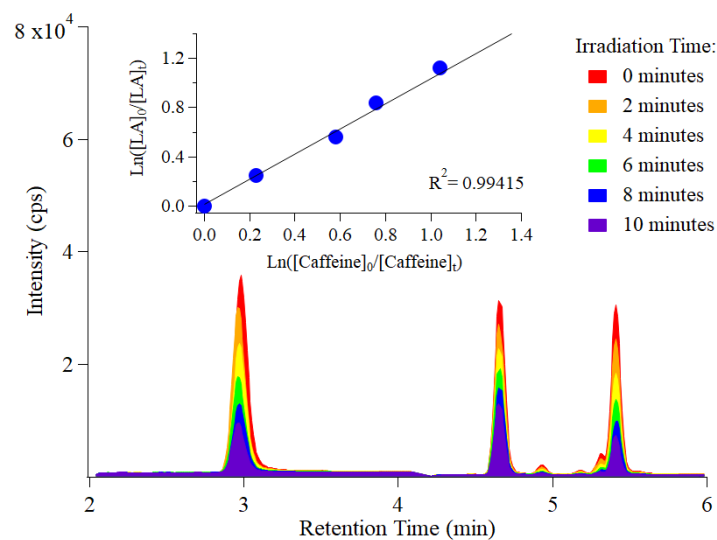 8 x10⁴
6
4
2
Intensity (cps)
2
3
4
5
6
Retention Time (min)
1.2
0.8
0.4
0.0
Ln([LA]₀/[LA]ₜ)
R²= 0.99415
0.0
0.2
0.4
0.6
0.8
1.0
1.2
1.4
Ln([Caffeine]₀/[Caffeine]ₜ)
Irradiation Time:
0 minutes
2 minutes
4 minutes
6 minutes
8 minutes
10 minutes